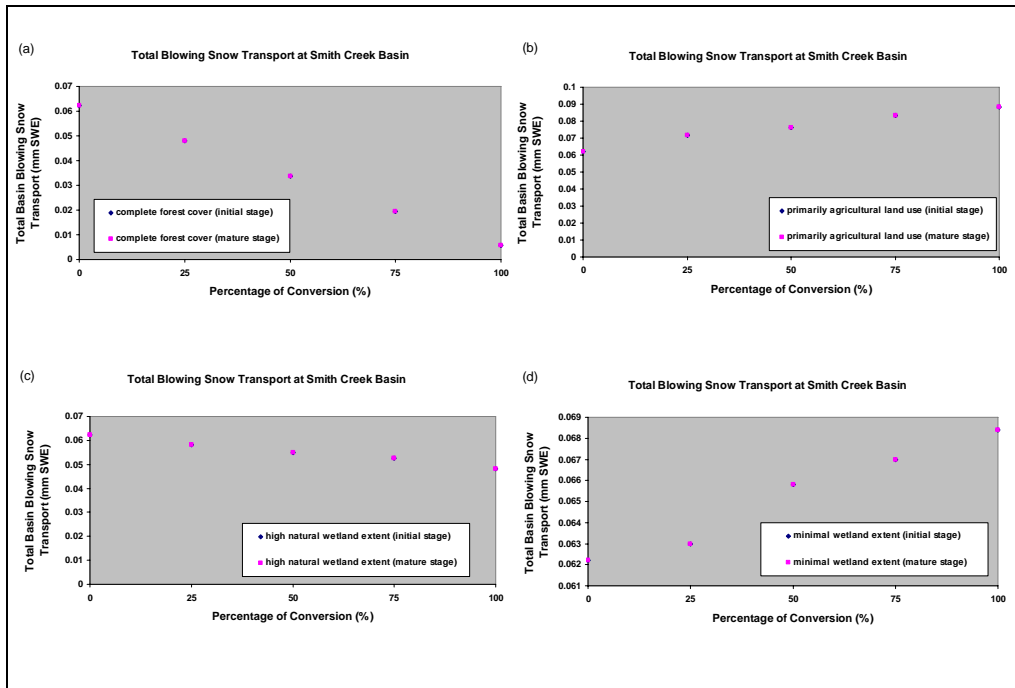 (a)
Total Blowing Snow Transport at Smith Creek Basin
Total Basin Blowing Snow
Transport (mm SWE)
0.07
0.06
0.05
0.04
0.03
0.02
0.01
0
complete forest cover (initial stage)
complete forest cover (mature stage)
0 25 50 75 100
Percentage of Conversion (%)
(b)
Total Blowing Snow Transport at Smith Creek Basin
Total Basin Blowing Snow
Transport (mm SWE)
0.1
0.09
0.08
0.07
0.06
0.05
0.04
0.03
0.02
0.01
0
primarily agricultural land use (initial stage)
primarily agricultural land use (mature stage)
0 25 50 75 100
Percentage of Conversion (%)
(c)
Total Blowing Snow Transport at Smith Creek Basin
Total Basin Blowing Snow
Transport (mm SWE)
0.07
0.06
0.05
0.04
0.03
0.02
0.01
0
high natural wetland extent (initial stage)
high natural wetland extent (mature stage)
0 25 50 75 100
Percentage of Conversion (%)
(d)
Total Blowing Snow Transport at Smith Creek Basin
Total Basin Blowing Snow
Transport (mm SWE)
0.069
0.068
0.067
0.066
0.065
0.064
0.063
0.062
0.061
minimal wetland extent (initial stage)
minimal wetland extent (mature stage)
0 25 50 75 100
Percentage of Conversion (%)